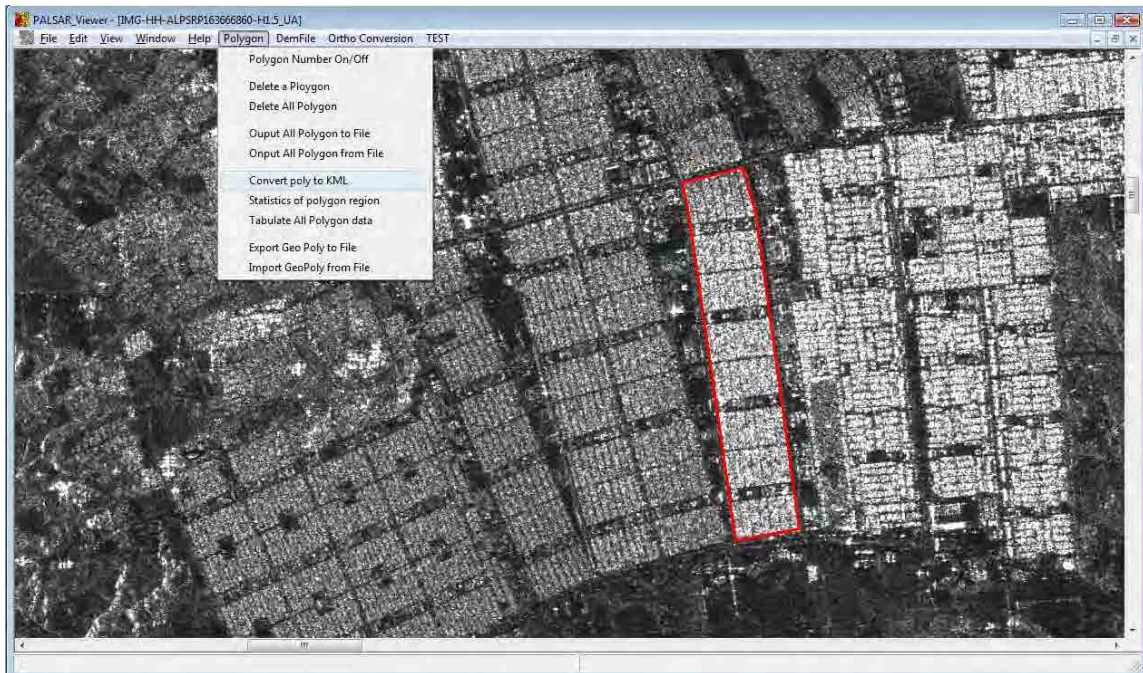 PALSAR_Viewer - [IMG-HH-ALPSRP163666860-H1.5_UA]
File Edit View Window Help Polygon DemFile Ortho Conversion TEST
Polygon Number On/Off
Delete a Ploygon
Delete All Polygon
Ouput All Polygon to File
Onput All Polygon from File
Convert poly to KML
Statistics of polygon region
Tabulate All Polygon data
Export Geo Poly to File
Import GeoPoly from File